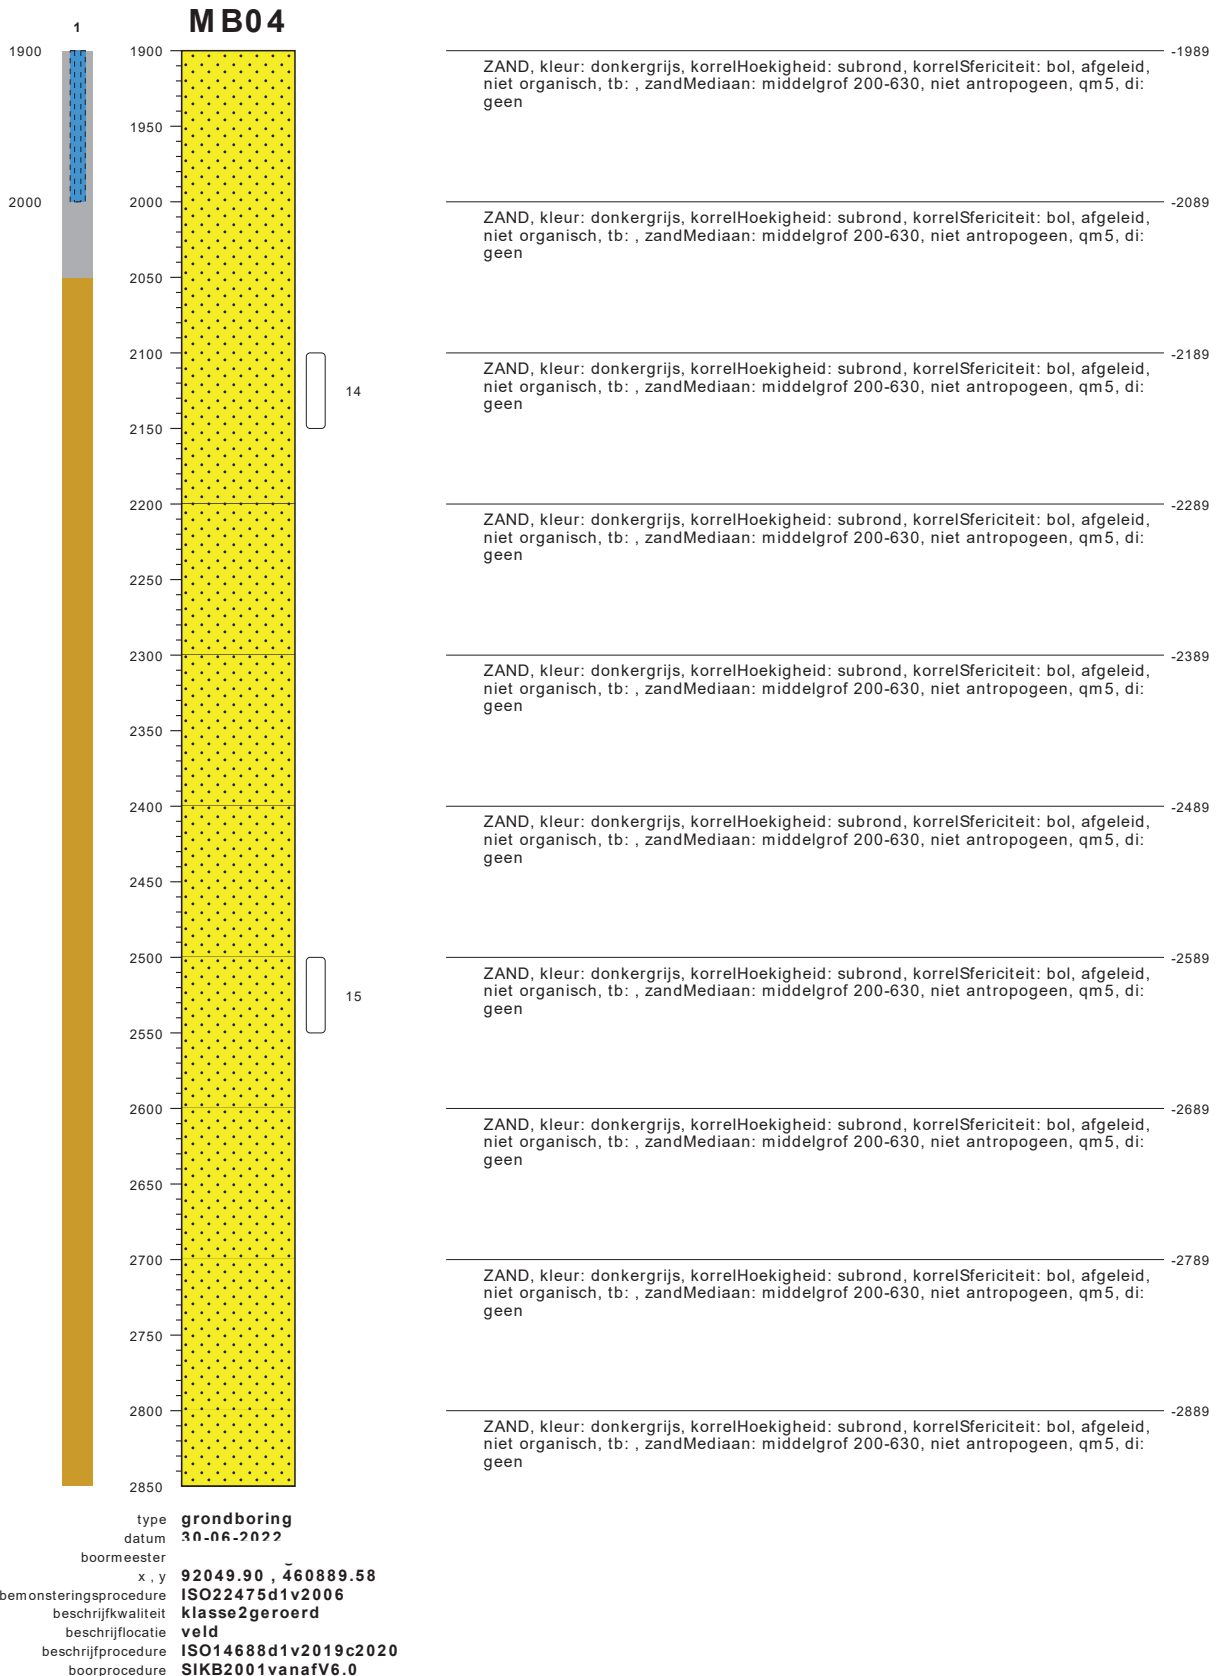 MB04
1
1900
1900
-1989
ZAND, kleur: donkergrijs, korrelHoekigheid: subrond, korrelSfericiteit: bol, afgeleid,
niet organisch, tb: , zandMediaan: middelgrof 200-630, niet antropogeen, qm5, di:
geen
1950
2000
2000
-2089
ZAND, kleur: donkergrijs, korrelHoekigheid: subrond, korrelSfericiteit: bol, afgeleid,
niet organisch, tb: , zandMediaan: middelgrof 200-630, niet antropogeen, qm5, di:
geen
2050
2100
-2189
ZAND, kleur: donkergrijs, korrelHoekigheid: subrond, korrelSfericiteit: bol, afgeleid,
niet organisch, tb: , zandMediaan: middelgrof 200-630, niet antropogeen, qm5, di:
geen
14
2150
2200
-2289
ZAND, kleur: donkergrijs, korrelHoekigheid: subrond, korrelSfericiteit: bol, afgeleid,
niet organisch, tb: , zandMediaan: middelgrof 200-630, niet antropogeen, qm5, di:
geen
2250
2300
-2389
ZAND, kleur: donkergrijs, korrelHoekigheid: subrond, korrelSfericiteit: bol, afgeleid,
niet organisch, tb: , zandMediaan: middelgrof 200-630, niet antropogeen, qm5, di:
geen
2350
2400
-2489
ZAND, kleur: donkergrijs, korrelHoekigheid: subrond, korrelSfericiteit: bol, afgeleid,
niet organisch, tb: , zandMediaan: middelgrof 200-630, niet antropogeen, qm5, di:
geen
2450
2500
-2589
ZAND, kleur: donkergrijs, korrelHoekigheid: subrond, korrelSfericiteit: bol, afgeleid,
niet organisch, tb: , zandMediaan: middelgrof 200-630, niet antropogeen, qm5, di:
geen
15
2550
2600
-2689
ZAND, kleur: donkergrijs, korrelHoekigheid: subrond, korrelSfericiteit: bol, afgeleid,
niet organisch, tb: , zandMediaan: middelgrof 200-630, niet antropogeen, qm5, di:
geen
2650
2700
-2789
ZAND, kleur: donkergrijs, korrelHoekigheid: subrond, korrelSfericiteit: bol, afgeleid,
niet organisch, tb: , zandMediaan: middelgrof 200-630, niet antropogeen, qm5, di:
geen
2750
2800
-2889
ZAND, kleur: donkergrijs, korrelHoekigheid: subrond, korrelSfericiteit: bol, afgeleid,
niet organisch, tb: , zandMediaan: middelgrof 200-630, niet antropogeen, qm5, di:
geen
2850
type grondboring
datum 30-06-2022
boormeester
x , y 92049.90 , 460889.58
bemonsteringsprocedure ISO22475d1v2006
beschrijfkwaliteit klasse2geroerd
beschrijflocatie veld
beschrijfprocedure ISO14688d1v2019c2020
boorprocedure SIKB2001vanafV6.0